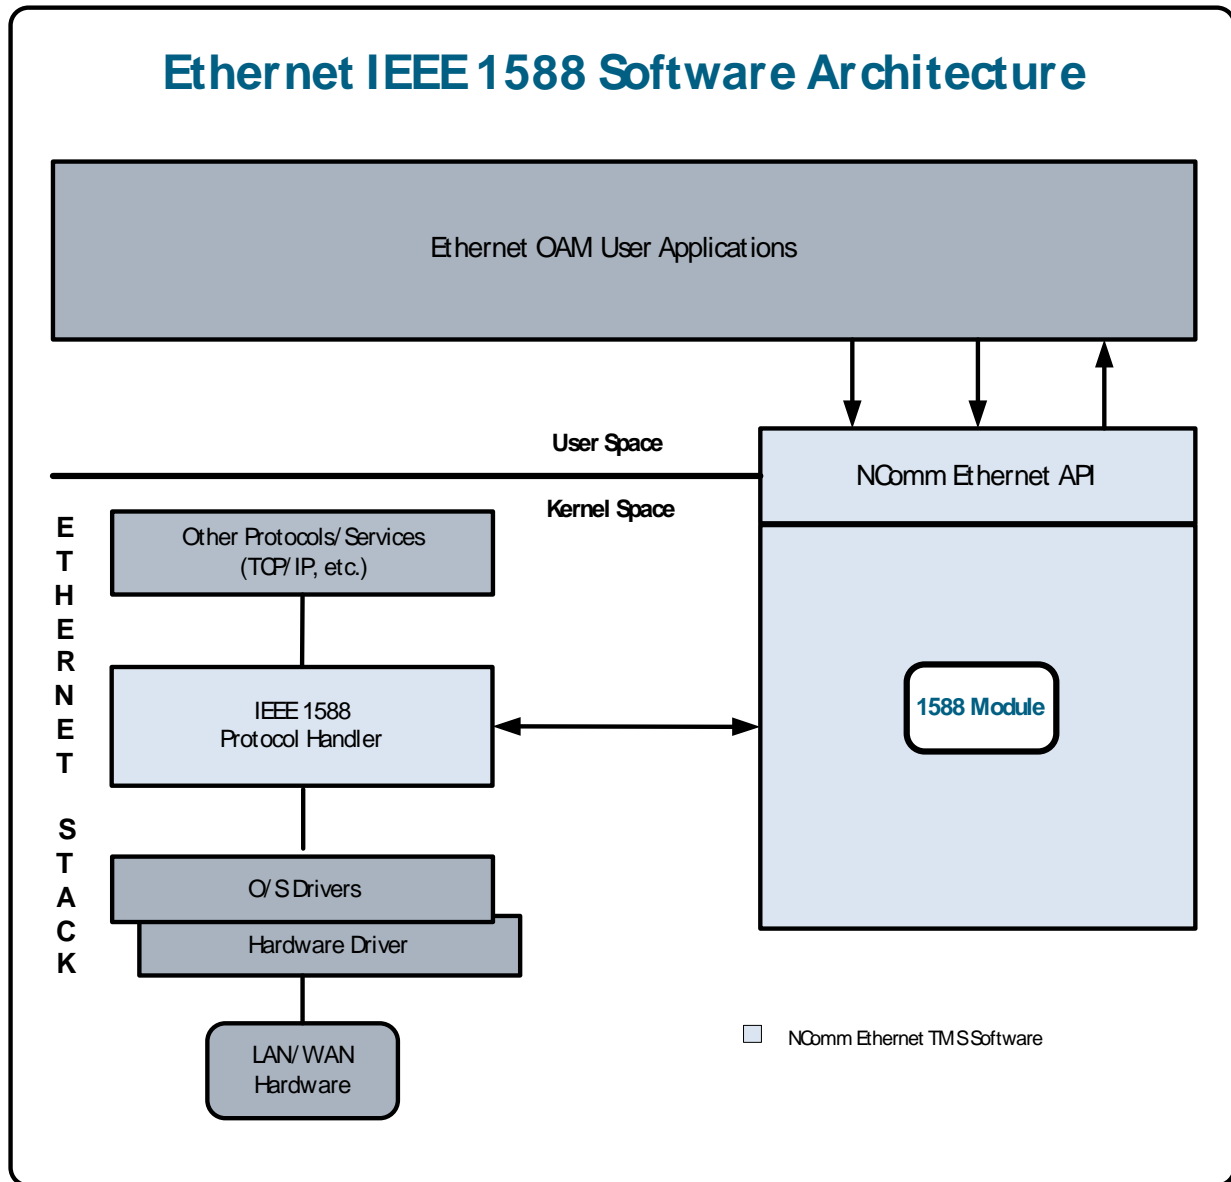 Ethernet IEEE 1588 Software Architecture
Ethernet OAM User Applications
User Space
NComm Ethernet API
Kernel Space
ETHERNET STACK
Other Protocols/Services
(TCP/IP, etc.)
IEEE 1588
Protocol Handler
1588 Module
O/S Drivers
Hardware Driver
LAN/WAN
Hardware
NComm Ethernet TMS Software